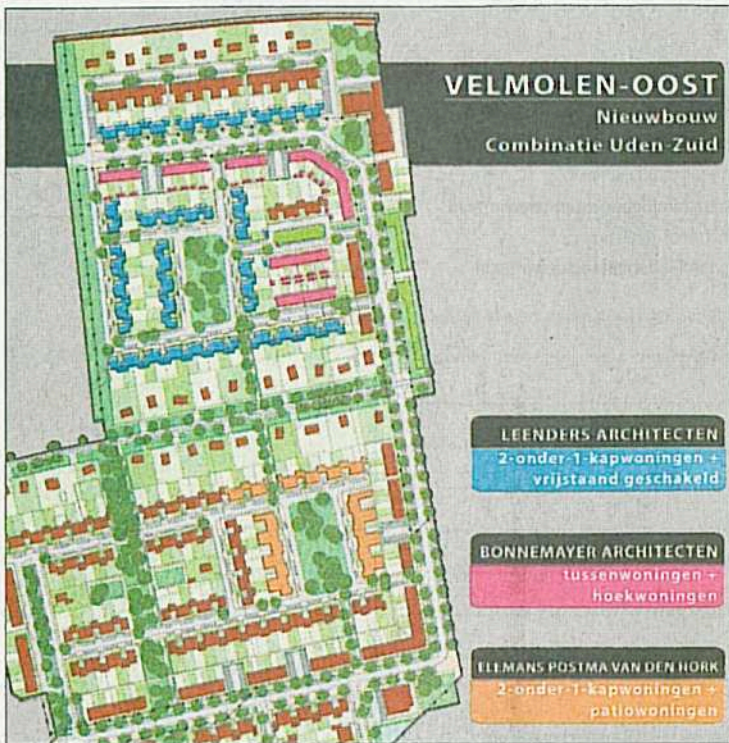 VELMOLEN-OOST
Nieuwbouw
Combinatie Uden-Zuid
LEENDERS ARCHITECTEN
2-onder-1-kapwoningen +
vrijstaand geschakeld
BONNEMAYER ARCHITECTEN
tussenwoningen +
hoekwoningen
ELEMANS POSTMA VAN DEN HORK
2-onder-1-kapwoningen +
patiowoningen